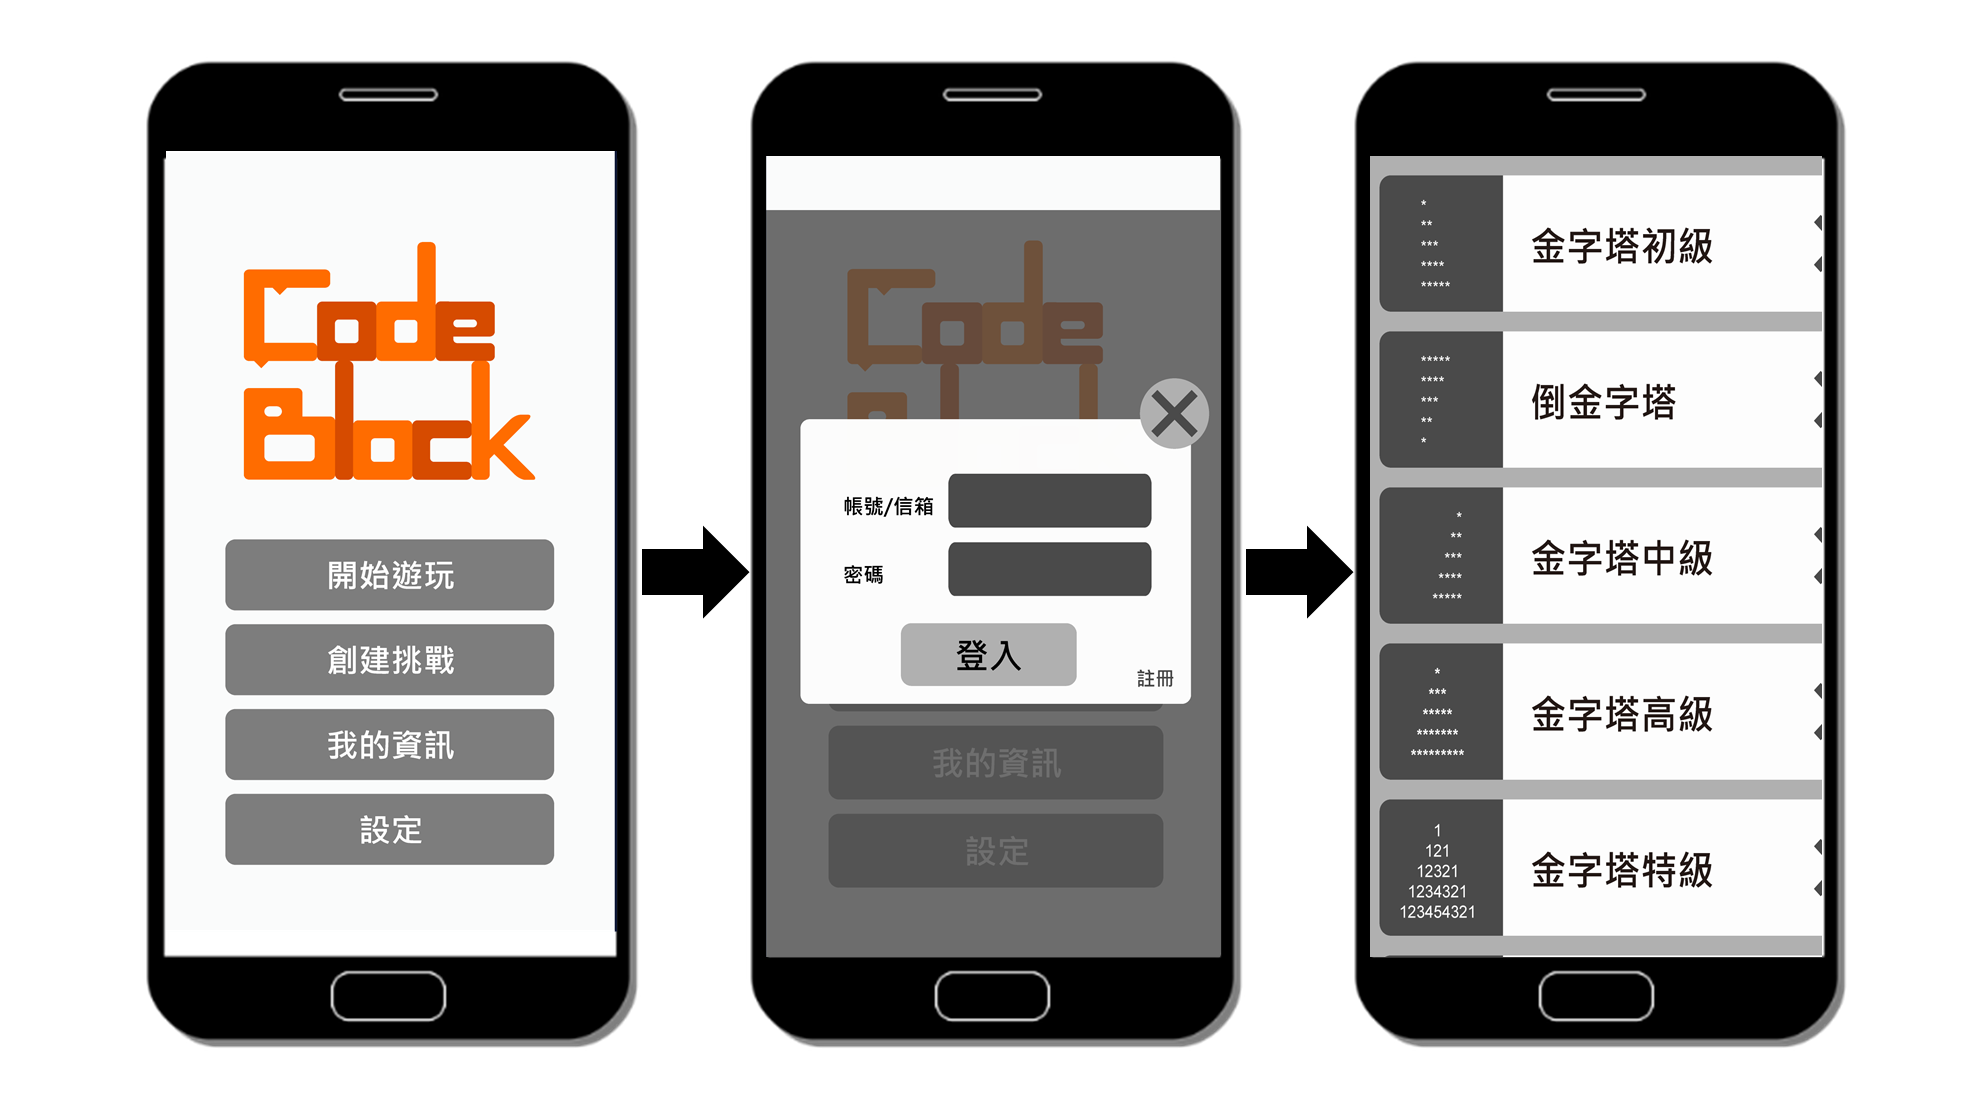 Code
Block
開始遊玩
創建挑戰
我的資訊
設定
Code
帳號/信箱
密碼
登入
註冊
我的資訊
設定
*
**
***
****
*****
金字塔初級
*****
****
***
**
*
倒金字塔
*
**
***
****
*****
金字塔中級
*
***
*****
*******
*********
金字塔高級
1
121
12321
1234321
123454321
金字塔特級